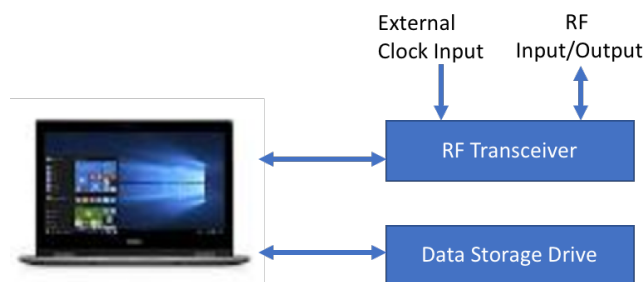 External
Clock Input
RF
Input/Output
RF Transceiver
Data Storage Drive